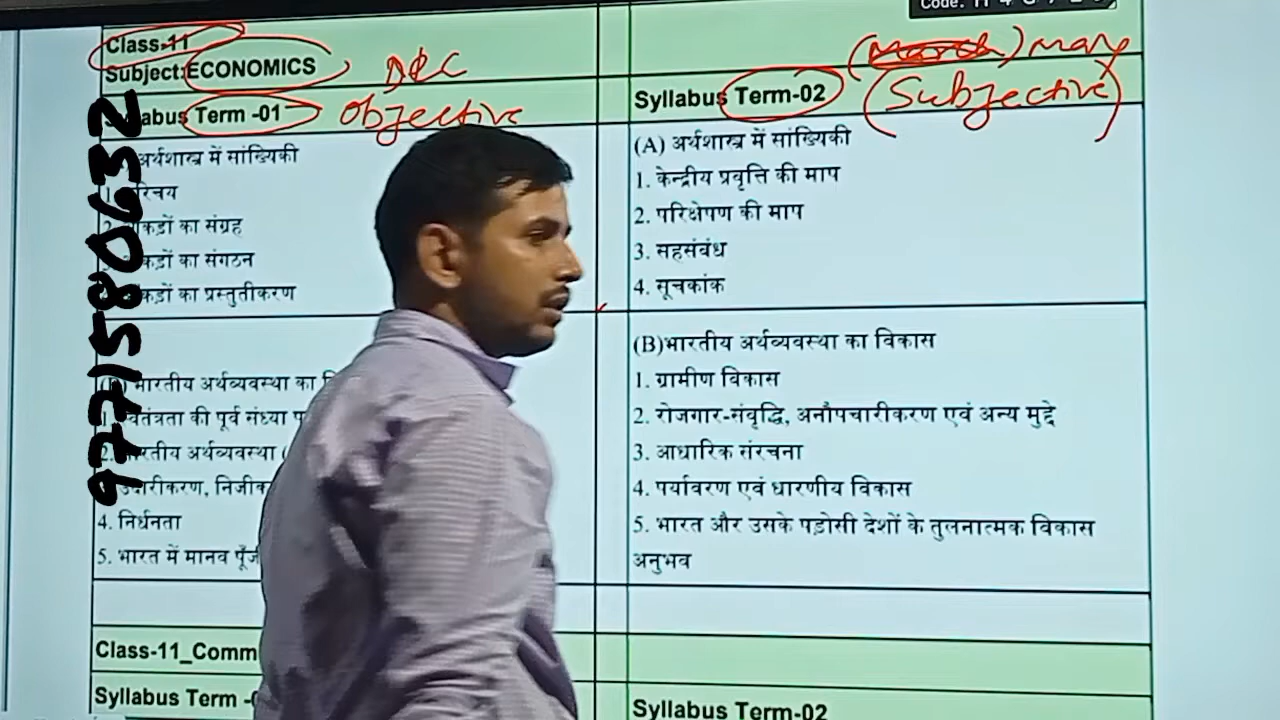 Code:
Class-11
Subject:ECONOMICS
Dec
(March) may
Syllabus Term -01
Objective
Syllabus Term-02
(Subjective)
अर्थशास्त्र में सांख्यिकी
कड़ों का संग्रह
कड़ों का संगठन
कड़ों का प्रस्तुतीकरण
(A) अर्थशास्त्र में सांख्यिकी
1. केन्द्रीय प्रवृत्ति की माप
2. परिक्षेपण की माप
3. सहसंबंध
4. सूचकांक
भारतीय अर्थव्यवस्था का
की पूर्व संध्या
2. भारतीय अर्थव्यवस्था
उदारीकरण,
4. निर्धनता
5. भारत में मानव पूँजी
(B)भारतीय अर्थव्यवस्था का विकास
1. ग्रामीण विकास
2. रोजगार-संवृद्धि, अनौपचारीकरण एवं अन्य मुद्दे
3. आधारिक संरचना
4. पर्यावरण एवं धारणीय विकास
5. भारत और उसके पड़ोसी देशों के तुलनात्मक विकास
अनुभव
Class-11_Comm
Syllabus Term -0
Syllabus Term-02
9771580632